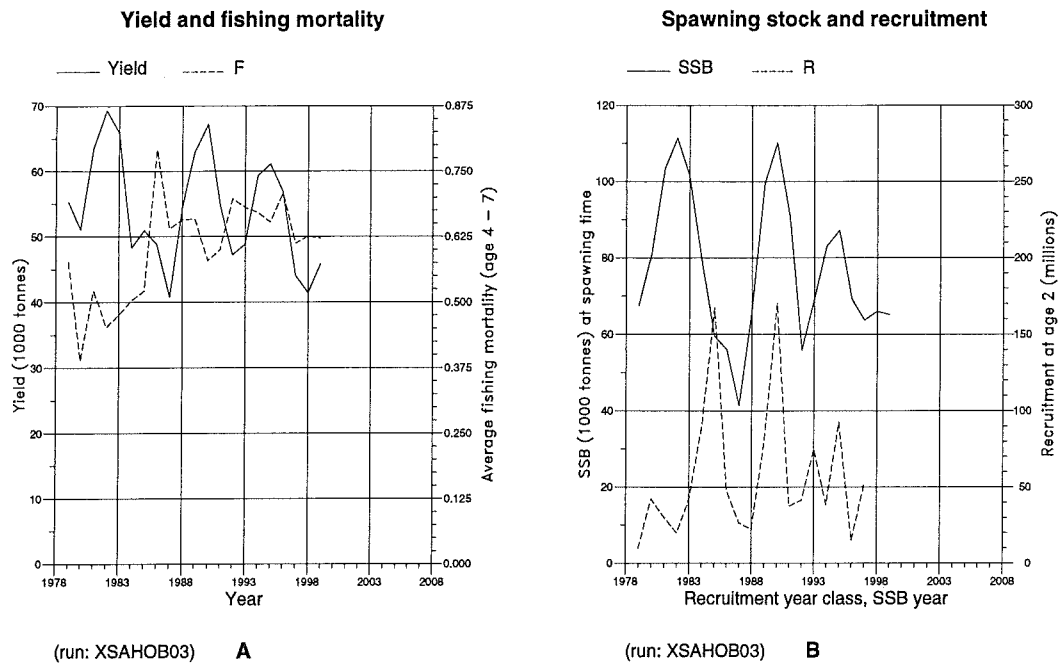 Yield and fishing mortality
Yield F
Yield (1000 tonnes)
70
60
50
40
30
20
10
0
0.875
0.750
0.625
0.500
0.375
0.250
0.125
0.000
Average fishing mortality (age 4 – 7)
1978 1983 1988 1993 1998 2003 2008
Year
(run: XSAHOB03) A
Spawning stock and recruitment
SSB R
SSB (1000 tonnes) at spawning time
120
100
80
60
40
20
0
300
250
200
150
100
50
0
Recruitment at age 2 (millions)
1978 1983 1988 1993 1998 2003 2008
Recruitment year class, SSB year
(run: XSAHOB03) B